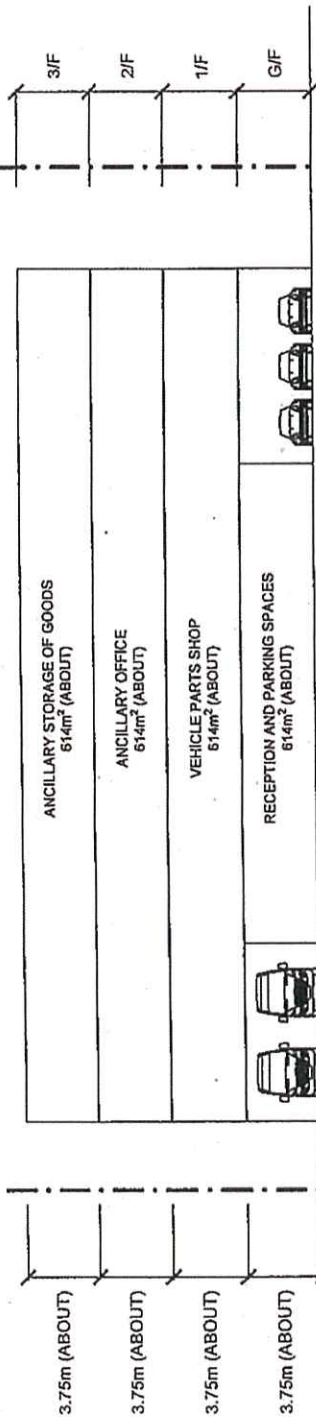 3/F
2/F
1/F
G/F
ANCILLARY STORAGE OF GOODS
614m² (ABOUT)
ANCILLARY OFFICE
614m² (ABOUT)
VEHICLE PARTS SHOP
614m² (ABOUT)
RECEPTION AND PARKING SPACES
614m² (ABOUT)
3.75m (ABOUT)
3.75m (ABOUT)
3.75m (ABOUT)
3.75m (ABOUT)